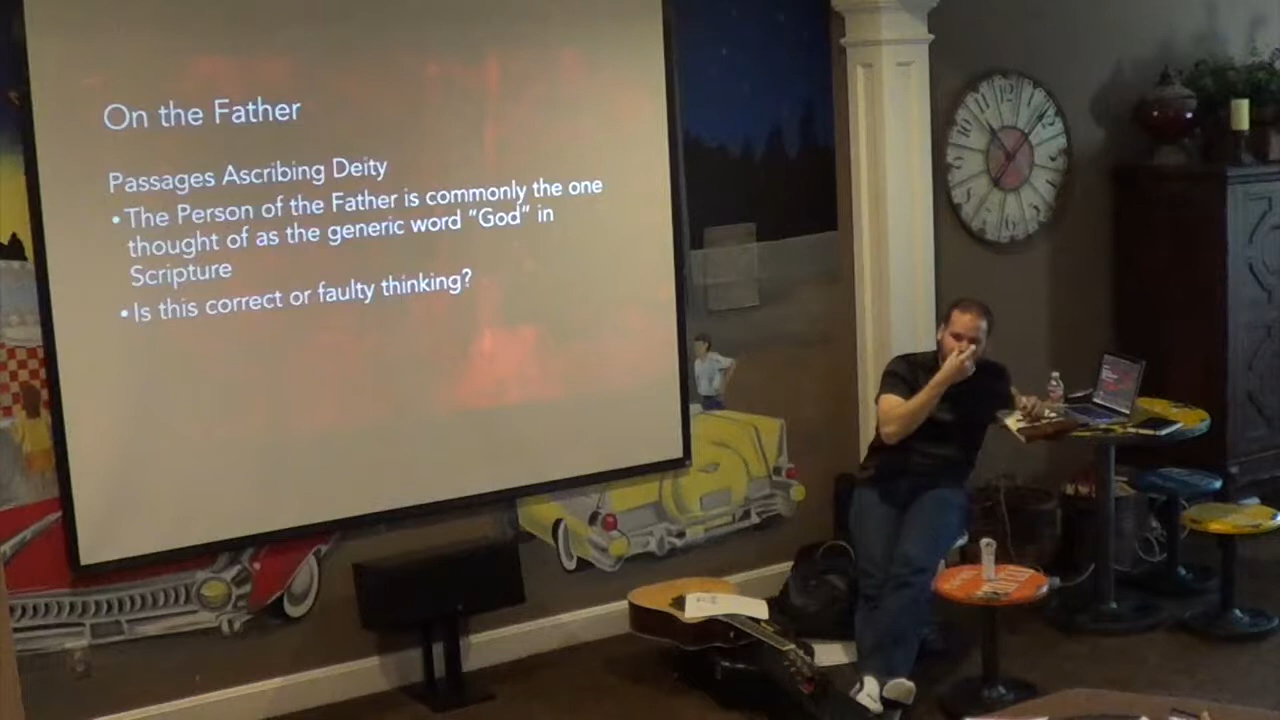 On the Father
Passages Ascribing Deity
•The Person of the Father is commonly the one
thought of as the generic word “God” in
Scripture
•Is this correct or faulty thinking?